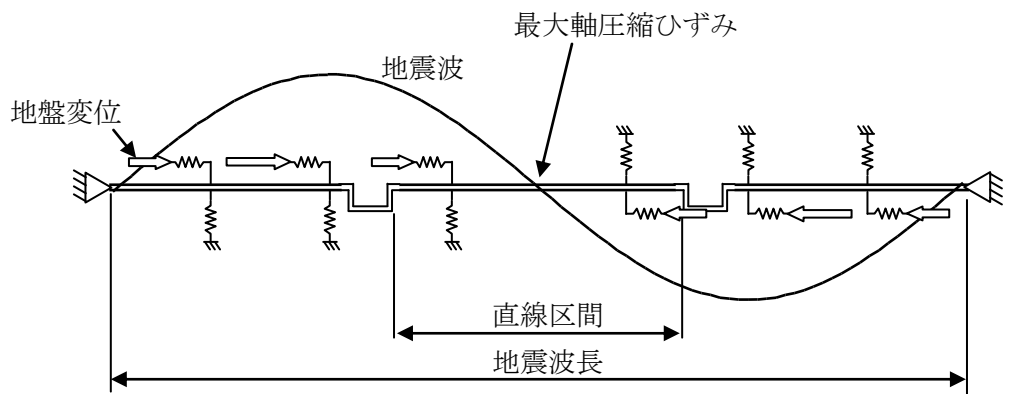 最大軸圧縮ひずみ
地震波
地盤変位
直線区間
地震波長